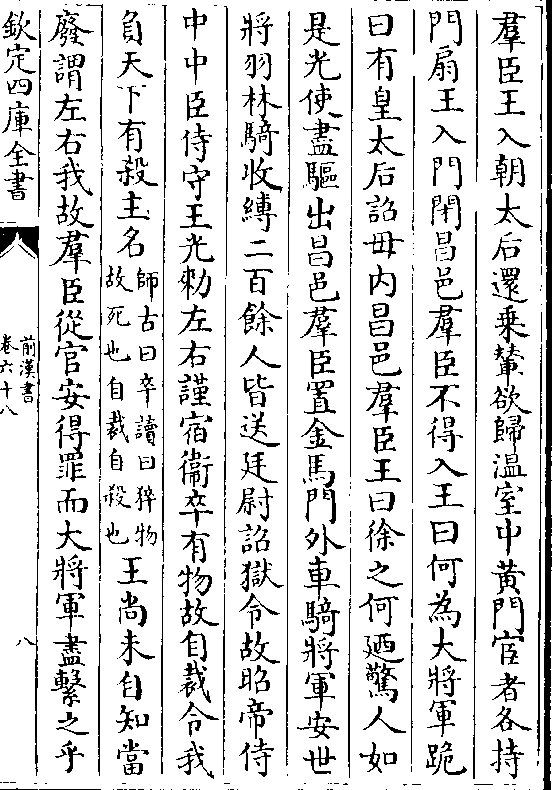 羣臣王入朝太后還乗輦欲歸温室中黄門宦者各持
門扇王入門閉昌邑羣臣不得入王曰何為大將軍跪
曰有皇太后詔毋内昌邑羣臣王曰徐之何廼驚人如
是光使盡驅出昌邑羣臣置金馬門外車騎將軍安世
將羽林騎收縛二百餘人皆送廷尉詔獄令故昭帝侍
中中臣侍守王光勑左右謹宿衞卒有物故自裁令我
負天下有殺主名師古曰卒讀曰猝物
故死也自裁自殺也王尚未自知當
廢謂左右我故羣臣從官安得罪而大將軍盡繫之乎
欽定四庫全書
前漢書
卷六十八
八